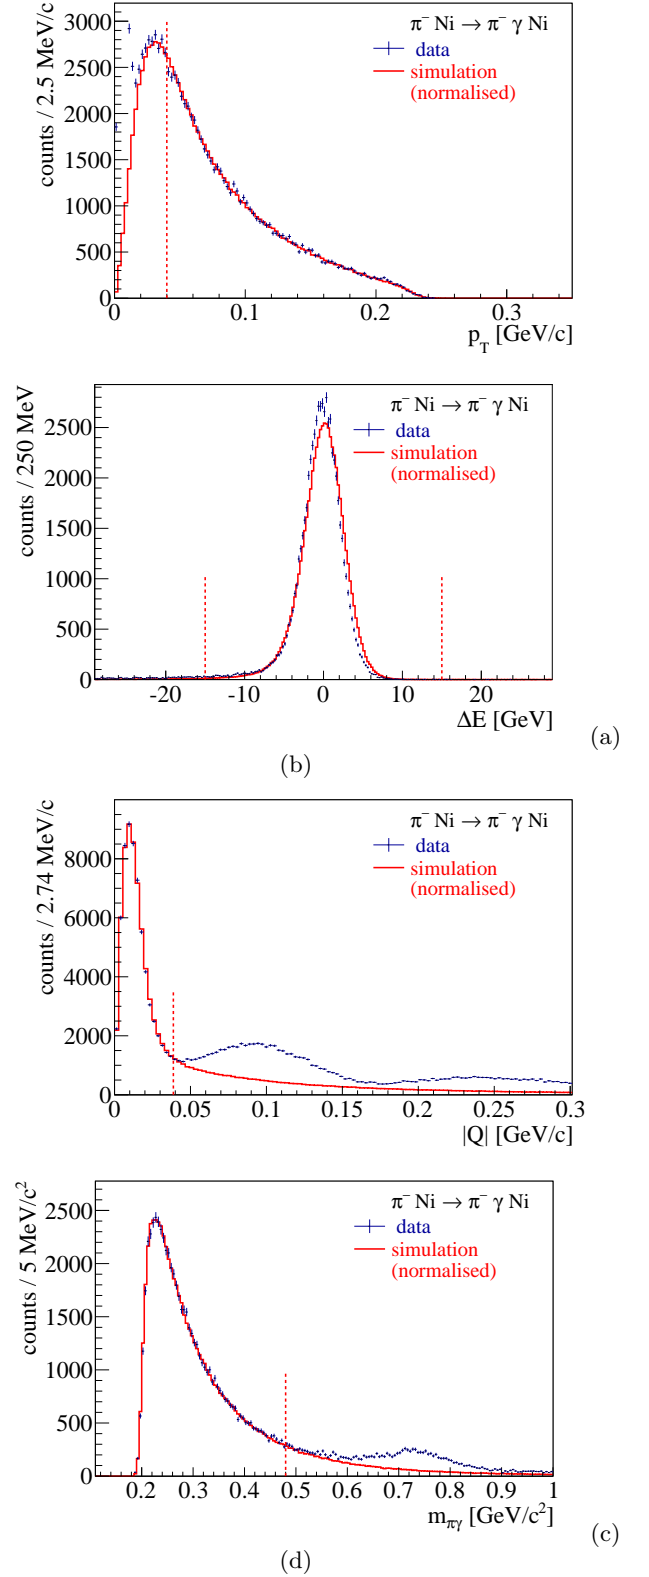 π⁻ Ni → π⁻ γ Ni
data
simulation
(normalised)
counts / 2.5 MeV/c
3000
2500
2000
1500
1000
500
0
0 0.1 0.2 0.3
p_T [GeV/c]
π⁻ Ni → π⁻ γ Ni
data
simulation
(normalised)
counts / 250 MeV
2500
2000
1500
1000
500
0
-20 -10 0 10 20
ΔE [GeV]
(a)
(b)
π⁻ Ni → π⁻ γ Ni
data
simulation
(normalised)
counts / 2.74 MeV/c
8000
6000
4000
2000
0
0 0.05 0.1 0.15 0.2 0.25 0.3
|Q| [GeV/c]
π⁻ Ni → π⁻ γ Ni
data
simulation
(normalised)
counts / 5 MeV/c²
2500
2000
1500
1000
500
0
0.2 0.3 0.4 0.5 0.6 0.7 0.8 0.9 1
m_πγ [GeV/c²]
(c)
(d)